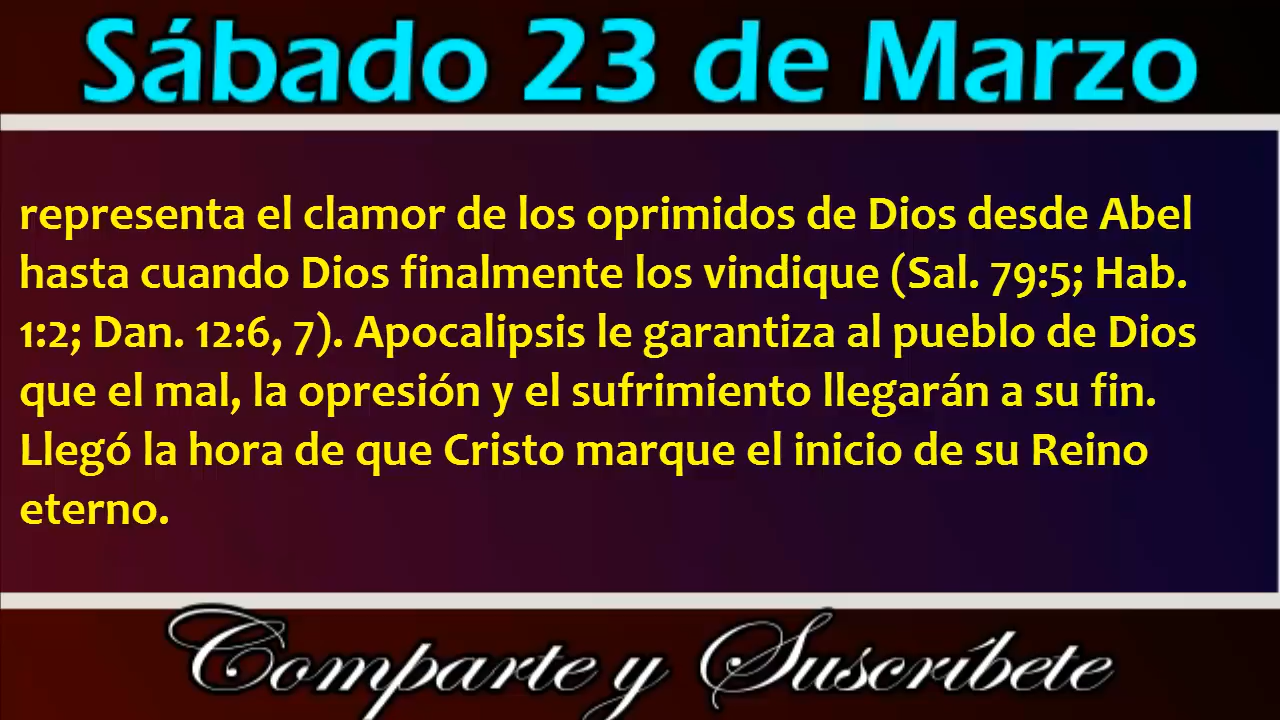 Sábado 23 de Marzo
representa el clamor de los oprimidos de Dios desde Abel
hasta cuando Dios finalmente los vindique (Sal. 79:5; Hab.
1:2; Dan. 12:6, 7). Apocalipsis le garantiza al pueblo de Dios
que el mal, la opresión y el sufrimiento llegarán a su fin.
Llegó la hora de que Cristo marque el inicio de su Reino
eterno.
Comparte y Suscríbete